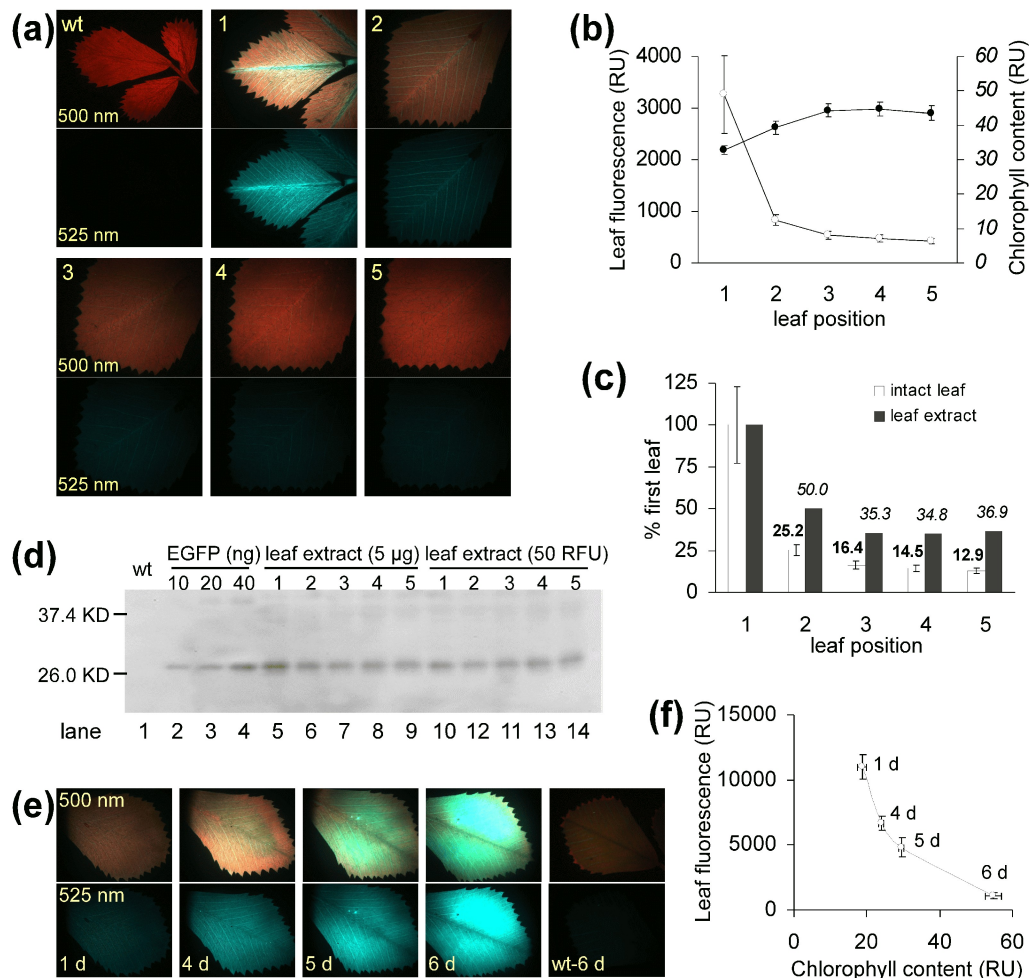 (a)
wt
500 nm
525 nm
1
2
3
500 nm
525 nm
4
5
(b)
Leaf fluorescence (RU)
4000
3000
2000
1000
0
60
50
40
30
20
10
0
Chlorophyll content (RU)
1 2 3 4 5
leaf position
(c)
% first leaf
125
100
75
50
25
0
intact leaf
leaf extract
25.2
50.0
16.4
35.3
14.5
34.8
12.9
36.9
1 2 3 4 5
leaf position
(d)
wt
EGFP (ng) leaf extract (5 µg) leaf extract (50 RFU)
10 20 40 1 2 3 4 5 1 2 3 4 5
37.4 KD
26.0 KD
lane 1 2 3 4 5 6 7 8 9 10 12 11 13 14
(e)
500 nm
525 nm
1 d
4 d
5 d
6 d
wt-6 d
(f)
Leaf fluorescence (RU)
15000
10000
5000
0
1 d
4 d
5 d
6 d
0 20 40 60
Chlorophyll content (RU)